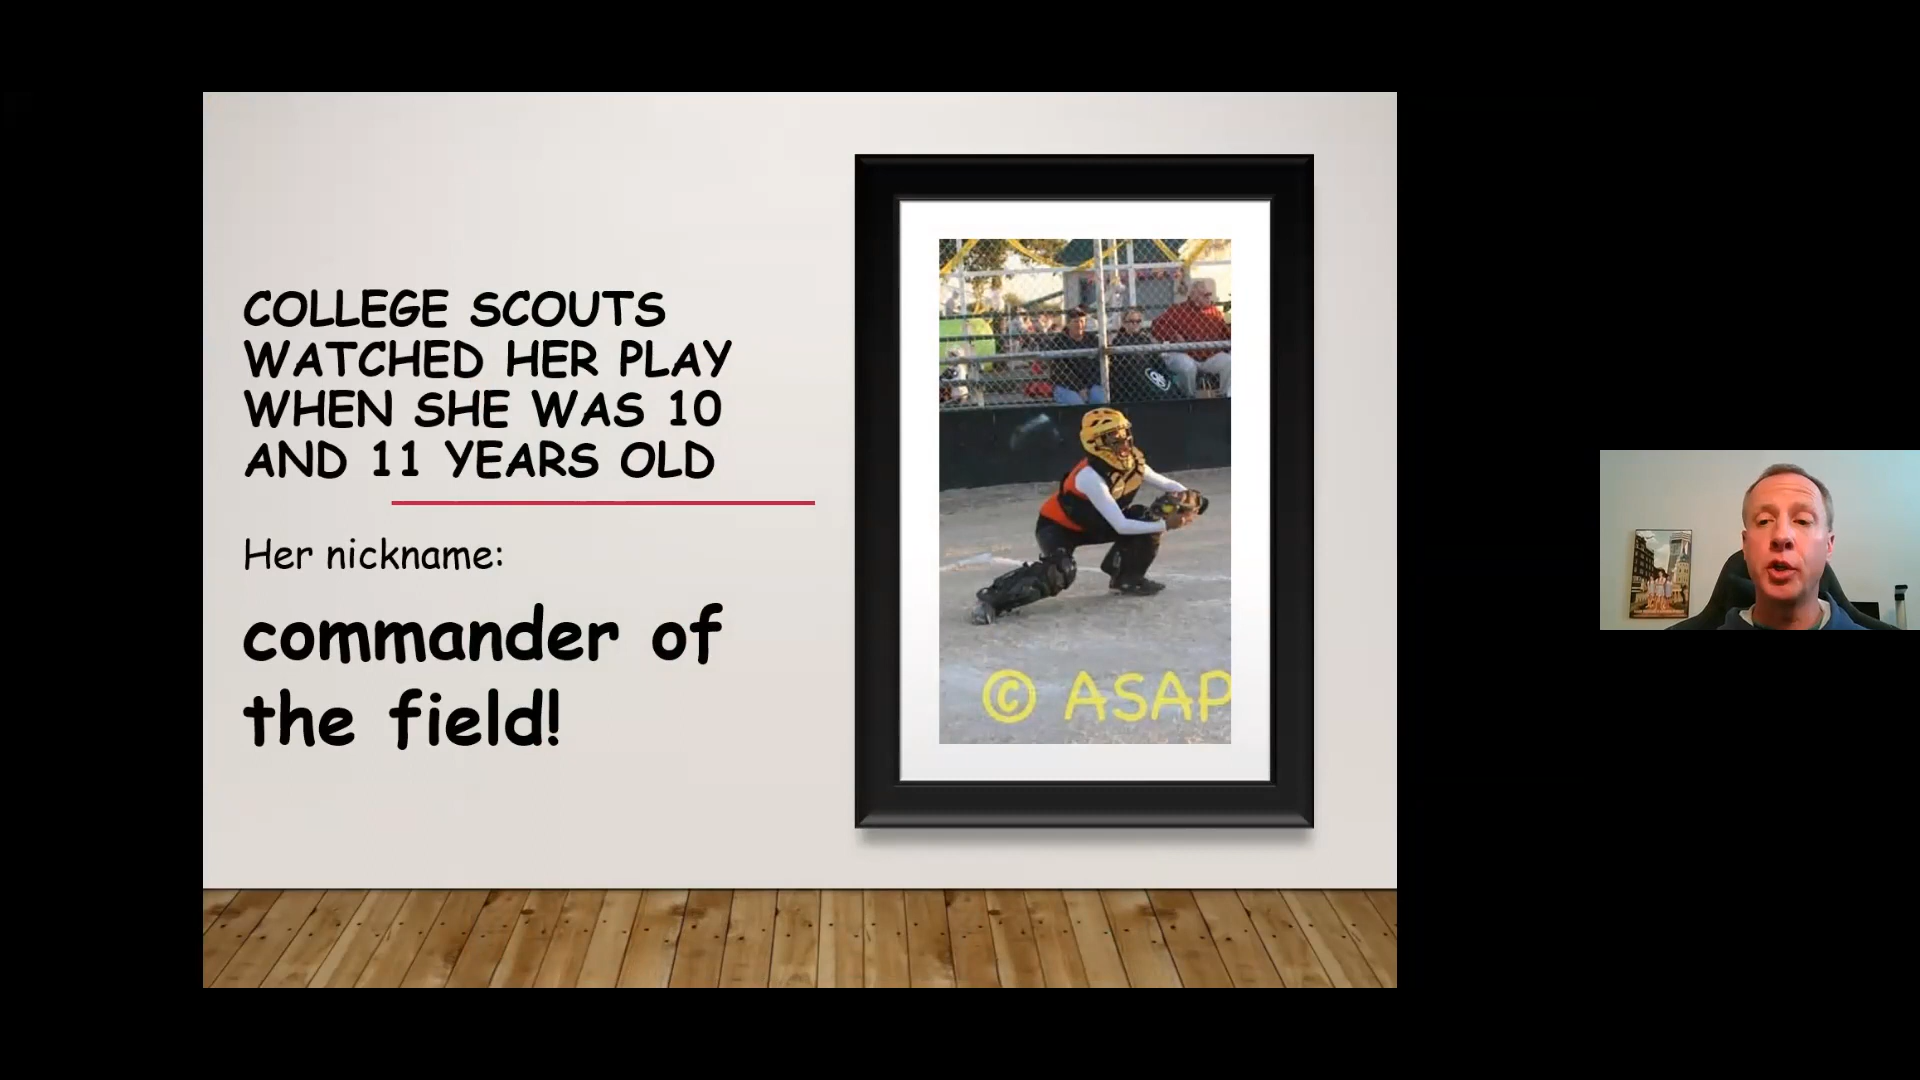 COLLEGE SCOUTS
WATCHED HER PLAY
WHEN SHE WAS 10
AND 11 YEARS OLD
Her nickname:
commander of
the field!
© ASAP